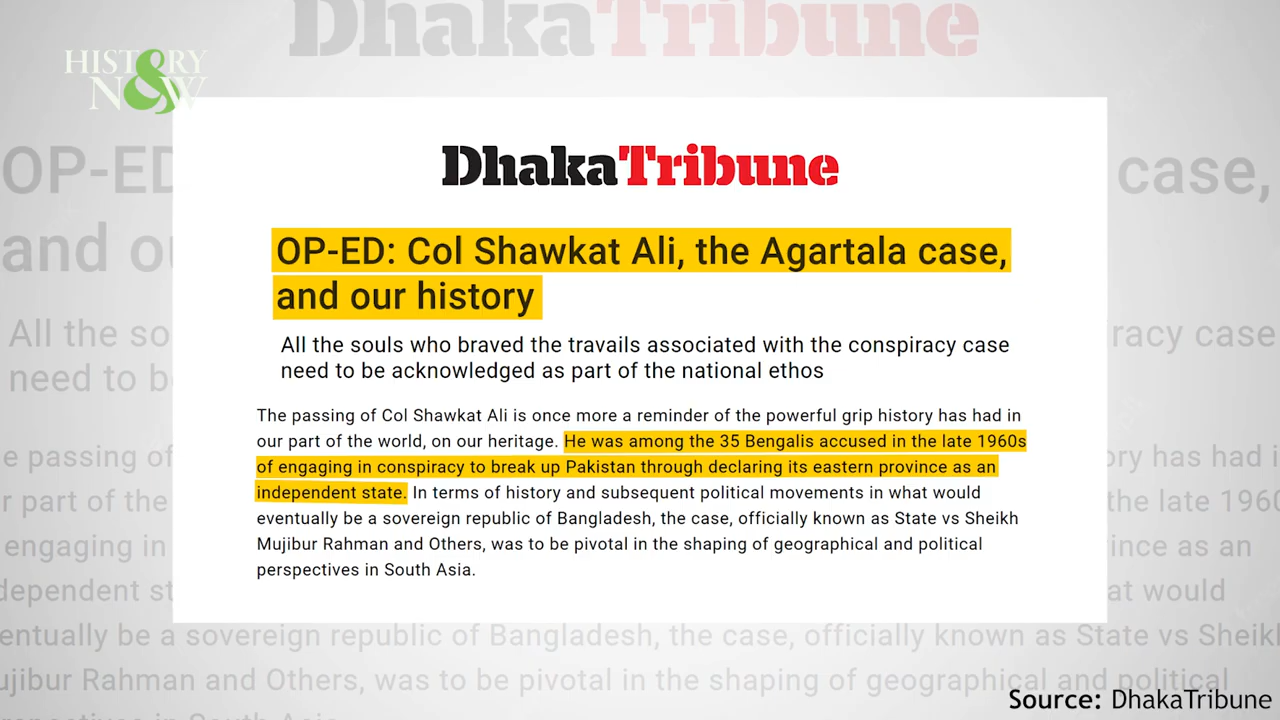 DhakaTribune
HIST&RY
N&W
DhakaTribune
OP-ED: Col Shawkat Ali, the Agartala case,
and our history
All the souls who braved the travails associated with the conspiracy case
need to be acknowledged as part of the national ethos
The passing of Col Shawkat Ali is once more a reminder of the powerful grip history has had in
our part of the world, on our heritage. He was among the 35 Bengalis accused in the late 1960s
of engaging in conspiracy to break up Pakistan through declaring its eastern province as an
independent state. In terms of history and subsequent political movements in what would
eventually be a sovereign republic of Bangladesh, the case, officially known as State vs Sheikh
Mujibur Rahman and Others, was to be pivotal in the shaping of geographical and political
perspectives in South Asia.
Source: DhakaTribune